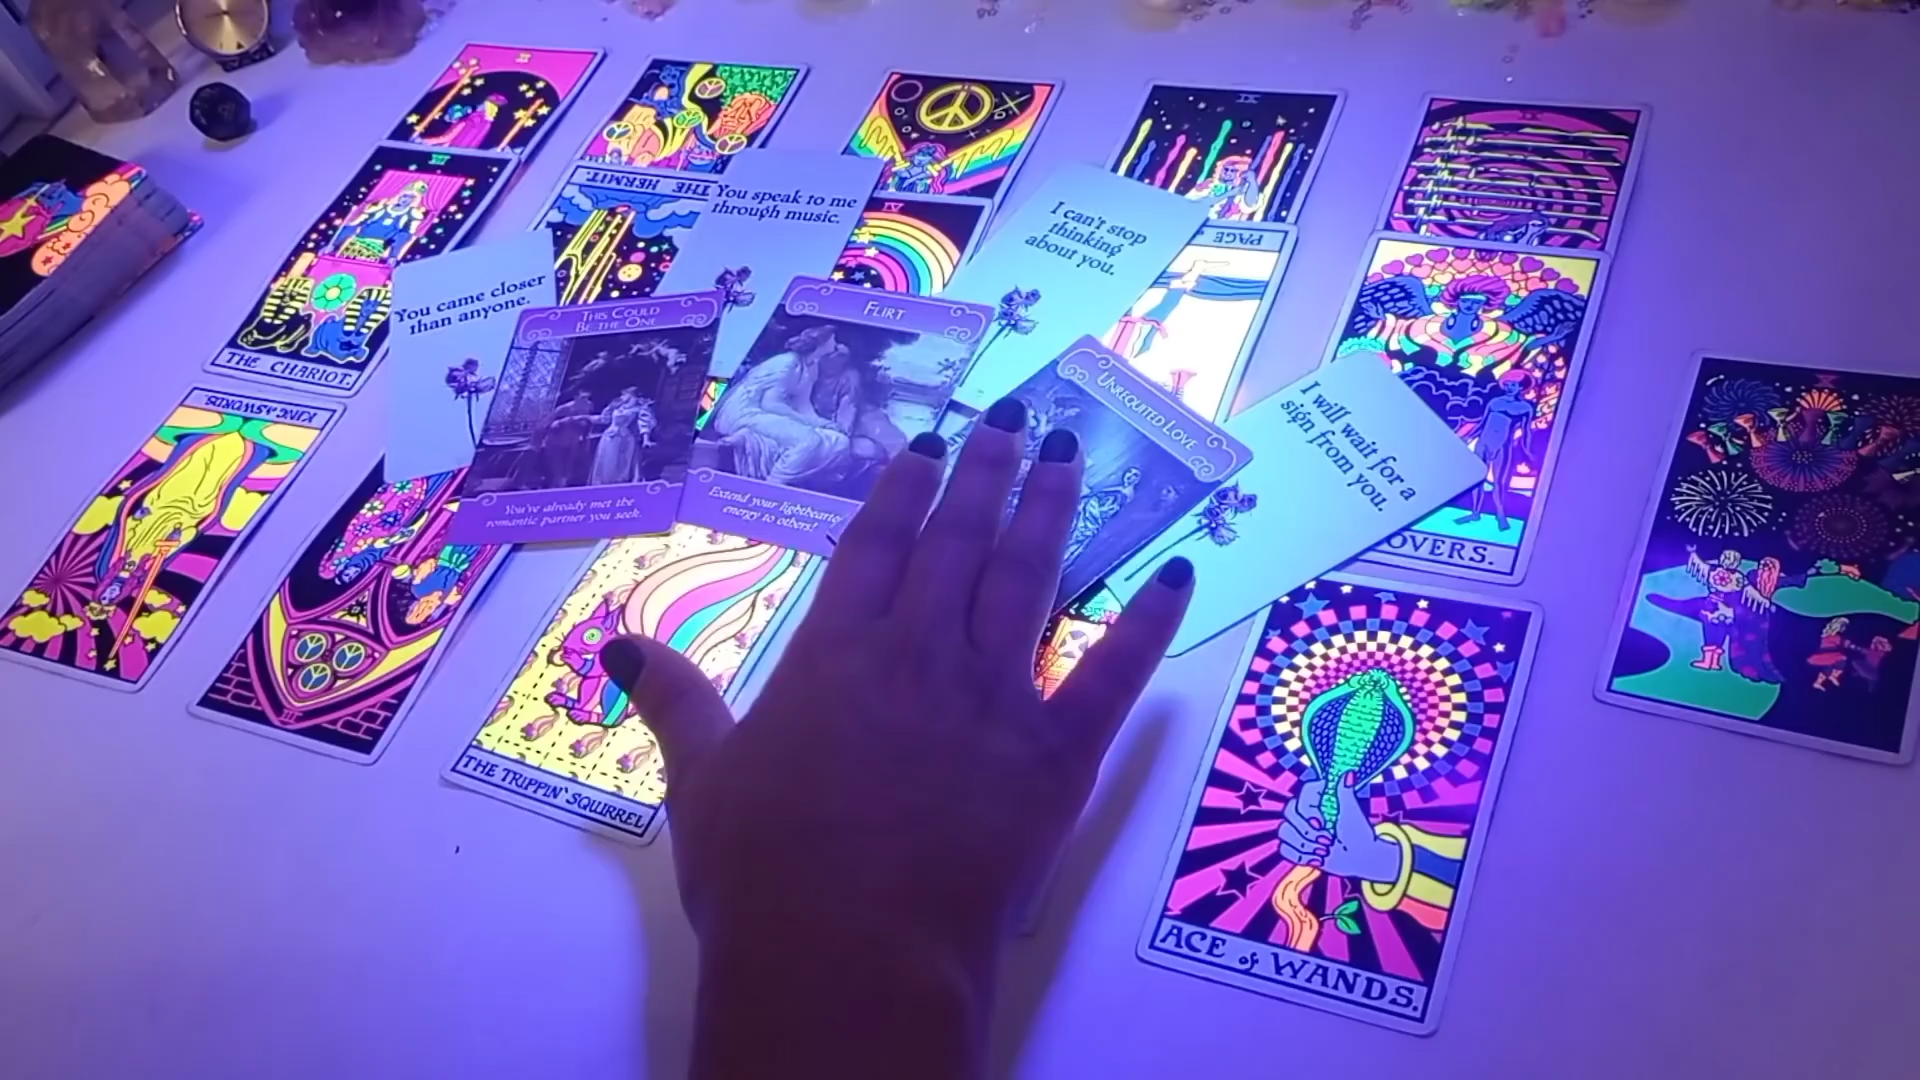 THE HERMIT.
You speak to me
through music.
I can't stop
thinking
about you.
PAGE
You came closer
than anyone.
THIS COULD
BE THE ONE
FLIRT
UNREQUITED LOVE
I will wait for a
sign from you.
THE CHARIOT.
KING of SWORDS.
You've already met the
romantic partner you seek.
Extend your lighthearted
energy to others!
OVERS.
III
THE TRIPPIN' SQUIRREL
ACE of WANDS.